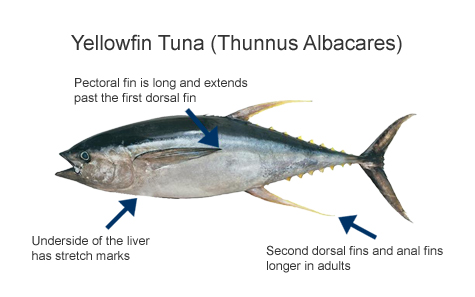 Yellowfin Tuna (Thunnus Albacares)
Pectoral fin is long and extends
past the first dorsal fin
Underside of the liver
has stretch marks
Second dorsal fins and anal fins
longer in adults